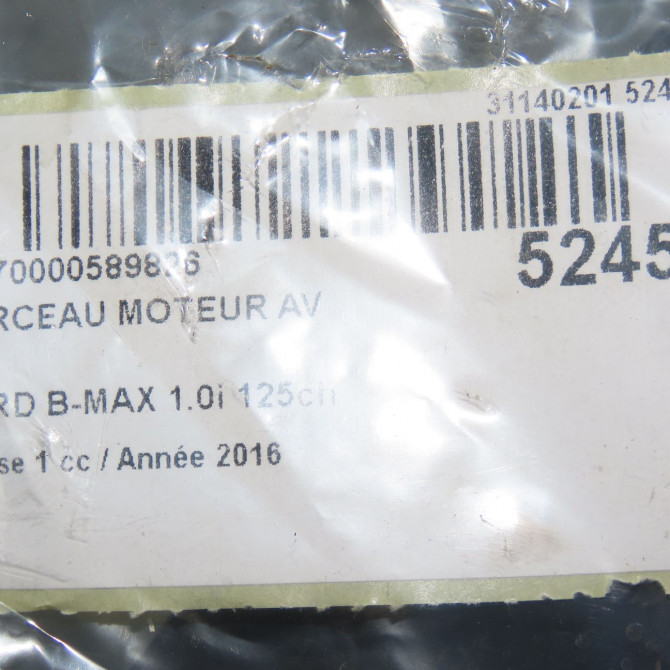 31140201 524
70000589826
5245
RCEAU MOTEUR AV
RD B-MAX 1.0i 125ch
se 1 cc / Année 2016